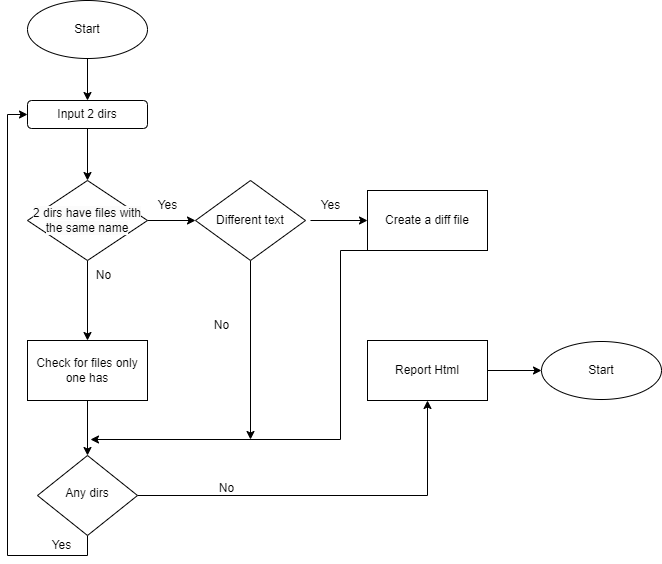 Start
Input 2 dirs
2 dirs have files with
the same name
Yes
Different text
Yes
Create a diff file
No
No
Check for files only
one has
Report Html
Start
Any dirs
No
Yes